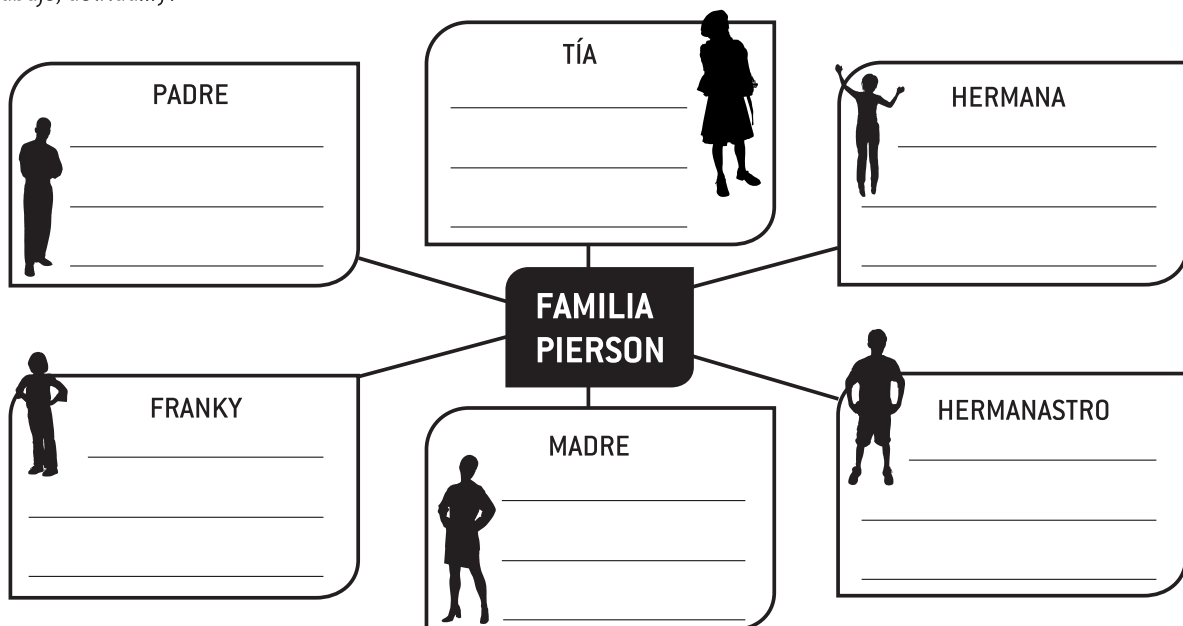 TÍA
PADRE
HERMANA
FAMILIA
PIERSON
FRANKY
MADRE
HERMANASTRO